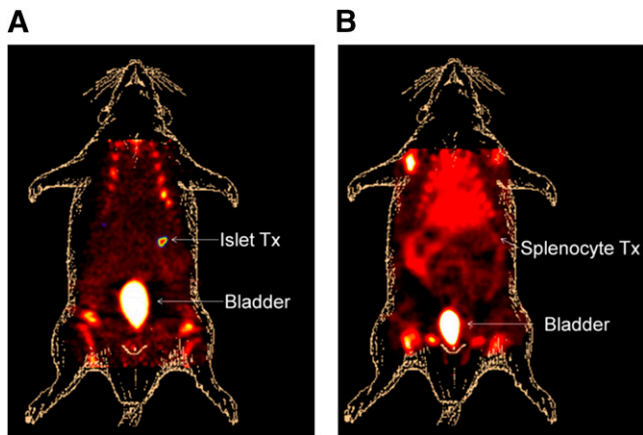 A
B
Islet Tx
Bladder
Splenocyte Tx
Bladder